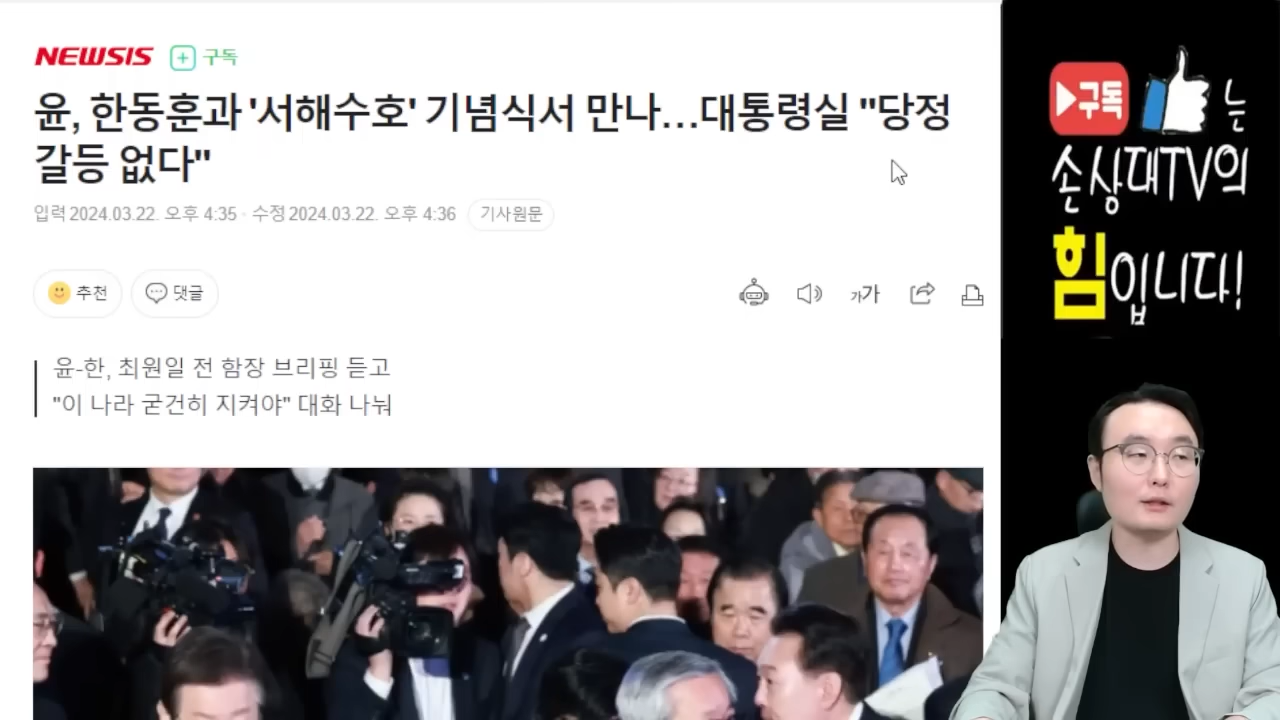 NEWSIS 구독
윤, 한동훈과 '서해수호' 기념식서 만나…대통령실 "당정
갈등 없다"
입력 2024.03.22. 오후 4:35 · 수정 2024.03.22. 오후 4:36 기사원문
추천 댓글
가가
윤-한, 최원일 전 함장 브리핑 듣고
"이 나라 굳건히 지켜야" 대화 나눠
구독 는
손상대TV의
힘입니다!